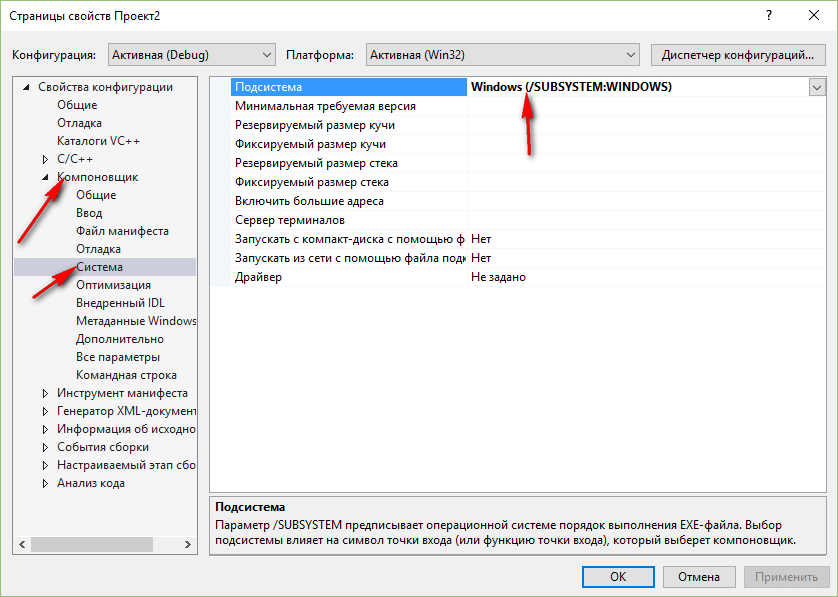 Страницы свойств Проект2
?
Конфигурация: Активная (Debug) Платформа: Активная (Win32) Диспетчер конфигураций...
Свойства конфигурации
Общие
Отладка
Каталоги VC++
C/C++
Компоновщик
Общие
Ввод
Файл манифеста
Отладка
Система
Оптимизация
Внедренный IDL
Метаданные Windows
Дополнительно
Все параметры
Командная строка
Инструмент манифеста
Генератор XML-документ
Информация об исходно
События сборки
Настраиваемый этап сбо
Анализ кода
Подсистема Windows (/SUBSYSTEM:WINDOWS)
Минимальная требуемая версия
Резервируемый размер кучи
Фиксируемый размер кучи
Резервируемый размер стека
Фиксируемый размер стека
Включить большие адреса
Сервер терминалов
Запускать с компакт-диска с помощью ф Нет
Запускать из сети с помощью файла подк Нет
Драйвер Не задано
Подсистема
Параметр /SUBSYSTEM предписывает операционной системе порядок выполнения EXE-файла. Выбор
подсистемы влияет на символ точки входа (или функцию точки входа), который выберет компоновщик.
ОК Отмена Применить